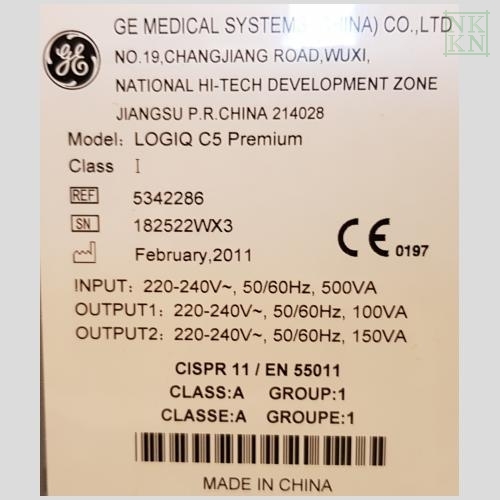 GE MEDICAL SYSTEMS (CHINA) CO.,LTD
NO.19,CHANGJIANG ROAD,WUXI,
NATIONAL HI-TECH DEVELOPMENT ZONE
JIANGSU P.R.CHINA 214028
Model: LOGIQ C5 Premium
Class I
REF 5342286
SN 182522WX3
February,2011
CE 0197
INPUT: 220-240V~, 50/60Hz, 500VA
OUTPUT1: 220-240V~, 50/60Hz, 100VA
OUTPUT2: 220-240V~, 50/60Hz, 150VA
CISPR 11 / EN 55011
CLASS:A GROUP:1
CLASSE:A GROUPE:1
MADE IN CHINA
GE
NK
KN